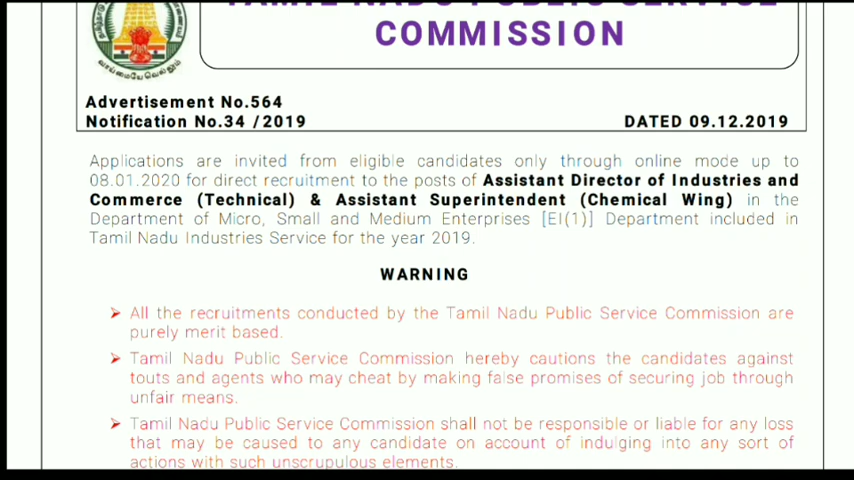 TAMIL NADU PUBLIC SERVICE
COMMISSION
வாய்மையே வெல்லும்
Advertisement No.564
Notification No.34 /2019
DATED 09.12.2019
Applications are invited from eligible candidates only through online mode up to
08.01.2020 for direct recruitment to the posts of Assistant Director of Industries and
Commerce (Technical) & Assistant Superintendent (Chemical Wing) in the
Department of Micro, Small and Medium Enterprises [EI(1)] Department included in
Tamil Nadu Industries Service for the year 2019.
WARNING
➢ All the recruitments conducted by the Tamil Nadu Public Service Commission are
purely merit based.
➢ Tamil Nadu Public Service Commission hereby cautions the candidates against
touts and agents who may cheat by making false promises of securing job through
unfair means.
➢ Tamil Nadu Public Service Commission shall not be responsible or liable for any loss
that may be caused to any candidate on account of indulging into any sort of
actions with such unscrupulous elements.